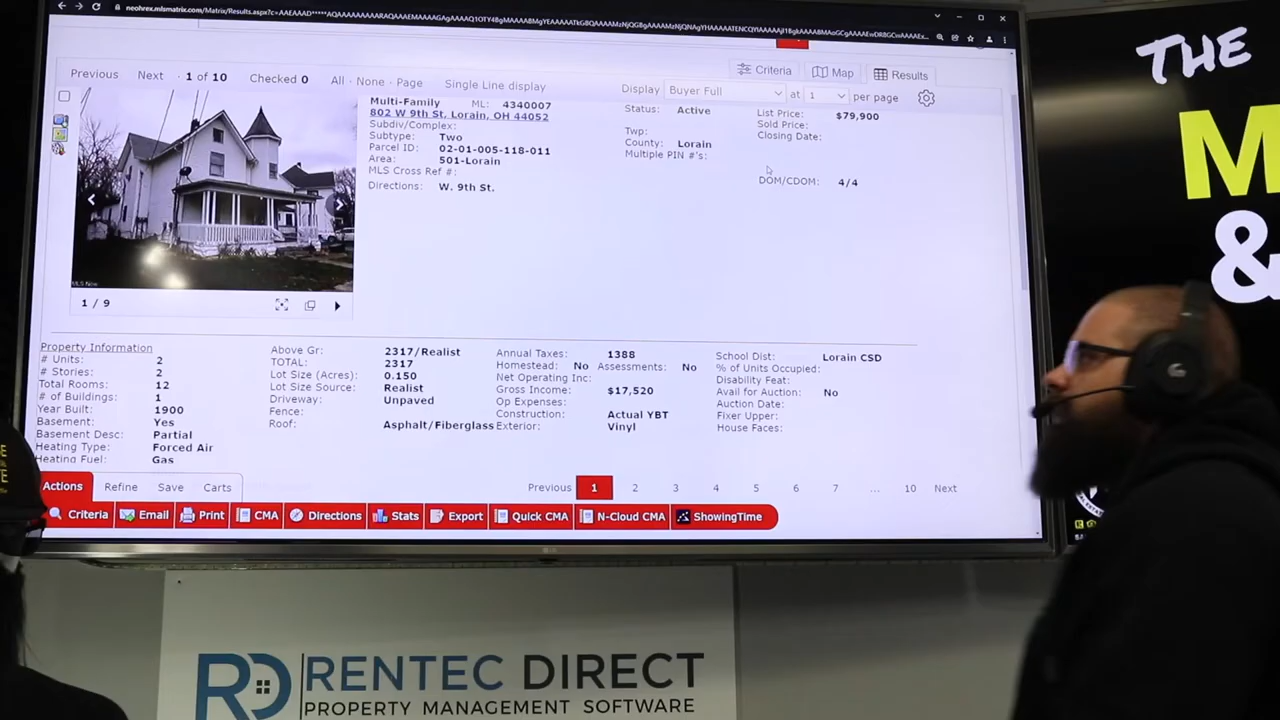 neohrex.mlsmatrix.com/Matrix/Results.aspx?c=
Previous Next · 1 of 10 Checked 0 All · None · Page Single Line display Display Buyer Full at 1 per page
Criteria Map Results
Multi-Family ML: 4340007 Status: Active List Price: $79,900
802 W 9th St, Lorain, OH 44052 Sold Price:
Subdiv/Complex: Twp: Closing Date:
Subtype: Two County: Lorain
Parcel ID: 02-01-005-118-011 Multiple PIN #'s:
Area: 501-Lorain
MLS Cross Ref #: DOM/CDOM: 4/4
Directions: W. 9th St.
MLS Now
1 / 9
Property Information Above Gr: 2317/Realist Annual Taxes: 1388 School Dist: Lorain CSD
# Units: 2 TOTAL: 2317 Homestead: No Assessments: No % of Units Occupied:
# Stories: 2 Lot Size (Acres): 0.150 Net Operating Inc: Disability Feat:
Total Rooms: 12 Lot Size Source: Realist Gross Income: $17,520 Avail for Auction: No
# of Buildings: 1 Driveway: Unpaved Op Expenses: Auction Date:
Year Built: 1900 Fence: Construction: Actual YBT Fixer Upper:
Basement: Yes Roof: Asphalt/Fiberglass Exterior: Vinyl House Faces:
Basement Desc: Partial
Heating Type: Forced Air
Heating Fuel: Gas
Actions Refine Save Carts Previous 1 2 3 4 5 6 7 ... 10 Next
Criteria Email Print CMA Directions Stats Export Quick CMA N-Cloud CMA ShowingTime
LG
THE
M
&
RD RENTEC DIRECT
PROPERTY MANAGEMENT SOFTWARE